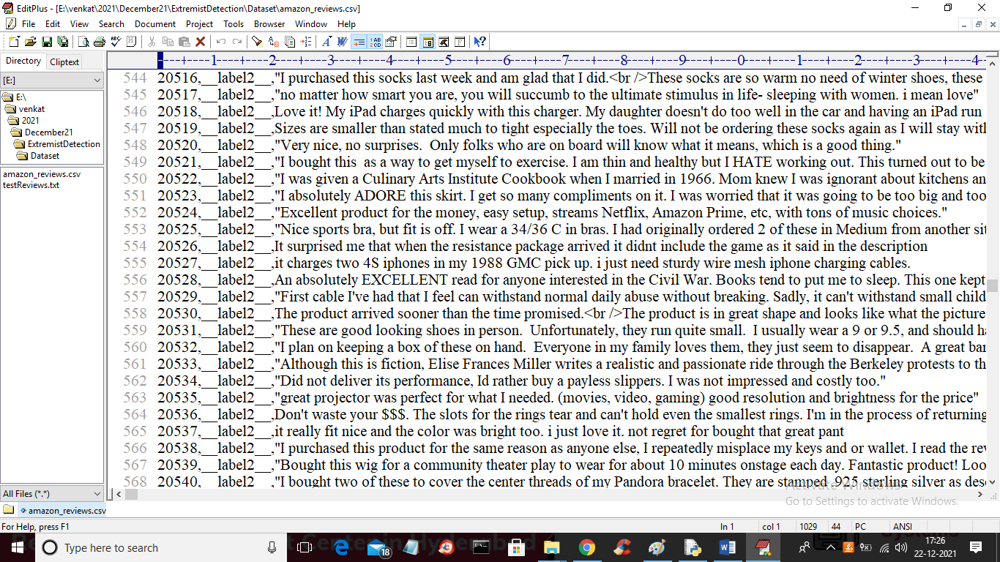 EditPlus - [E:\venkat\2021\December21\ExtremistDetection\Dataset\amazon_reviews.csv]
File Edit View Search Document Project Tools Browser Window Help
Directory Cliptext
[E:]
E:\
venkat
2021
December21
ExtremistDetection
Dataset
amazon_reviews.csv
testReviews.txt
All Files (*.*)
----+----1----+----2----+----3----+----4----+----5----+----6----+----7----+----8----+----9----+----0----+----1----+----2----+----3----+----4-
544 20516,__label2__,"I purchased this socks last week and am glad that I did.<br />These socks are so warm no need of winter shoes, these
545 20517,__label2__,"no matter how smart you are, you will succumb to the ultimate stimulus in life- sleeping with women. i mean love"
546 20518,__label2__,Love it! My iPad charges quickly with this charger. My daughter doesn't do too well in the car and having an iPad run
547 20519,__label2__,Sizes are smaller than stated much to tight especially the toes. Will not be ordering these socks again as I will stay with
548 20520,__label2__,"Very nice, no surprises.  Only folks who are on board will know what it means, which is a good thing."
549 20521,__label2__,"I bought this  as a way to get myself to exercise. I am thin and healthy but I HATE working out. This turned out to be
550 20522,__label2__,"I was given a Culinary Arts Institute Cookbook when I married in 1966. Mom knew I was ignorant about kitchens an
551 20523,__label2__,"I absolutely ADORE this skirt. I get so many compliments on it. I was worried that it was going to be too big and too
552 20524,__label2__,"Excellent product for the money, easy setup, streams Netflix, Amazon Prime, etc, with tons of music choices."
553 20525,__label2__,"Nice sports bra, but fit is off. I wear a 34/36 C in bras. I had originally ordered 2 of these in Medium from another sit
554 20526,__label2__,It surprised me that when the resistance package arrived it didnt include the game as it said in the description
555 20527,__label2__,it charges two 4S iphones in my 1988 GMC pick up. i just need sturdy wire mesh iphone charging cables.
556 20528,__label2__,An absolutely EXCELLENT read for anyone interested in the Civil War. Books tend to put me to sleep. This one kept
557 20529,__label2__,"First cable I've had that I feel can withstand normal daily abuse without breaking. Sadly, it can't withstand small child
558 20530,__label2__,The product arrived sooner than the time promised.<br />The product is in great shape and looks like what the picture
559 20531,__label2__,"These are good looking shoes in person.  Unfortunately, they run quite small.  I usually wear a 9 or 9.5, and should ha
560 20532,__label2__,"I plan on keeping a box of these on hand.  Everyone in my family loves them, they just seem to disappear.  A great bar
561 20533,__label2__,"Although this is fiction, Elise Frances Miller writes a realistic and passionate ride through the Berkeley protests to th
562 20534,__label2__,"Did not deliver its performance, Id rather buy a payless slippers. I was not impressed and costly too."
563 20535,__label2__,"great projector was perfect for what I needed. (movies, video, gaming) good resolution and brightness for the price"
564 20536,__label2__,Don't waste your $$$. The slots for the rings tear and can't hold even the smallest rings. I'm in the process of returning
565 20537,__label2__,it really fit nice and the color was bright too. i just love it. not regret for bought that great pant
566 20538,__label2__,"I purchased this product for the same reason as anyone else, I repeatedly misplace my keys and or wallet. I read the rev
567 20539,__label2__,"Bought this wig for a community theater play to wear for about 10 minutes onstage each day. Fantastic product! Loo
568 20540,__label2__,"I bought two of these to cover the center threads of my Pandora bracelet. They are stamped .925 sterling silver as des
Activate Windows
Go to Settings to activate Windows.
amazon_reviews.csv
For Help, press F1 ln 1 col 1 1029 44 PC ANSI
Type here to search
18
17:26
22-12-2021